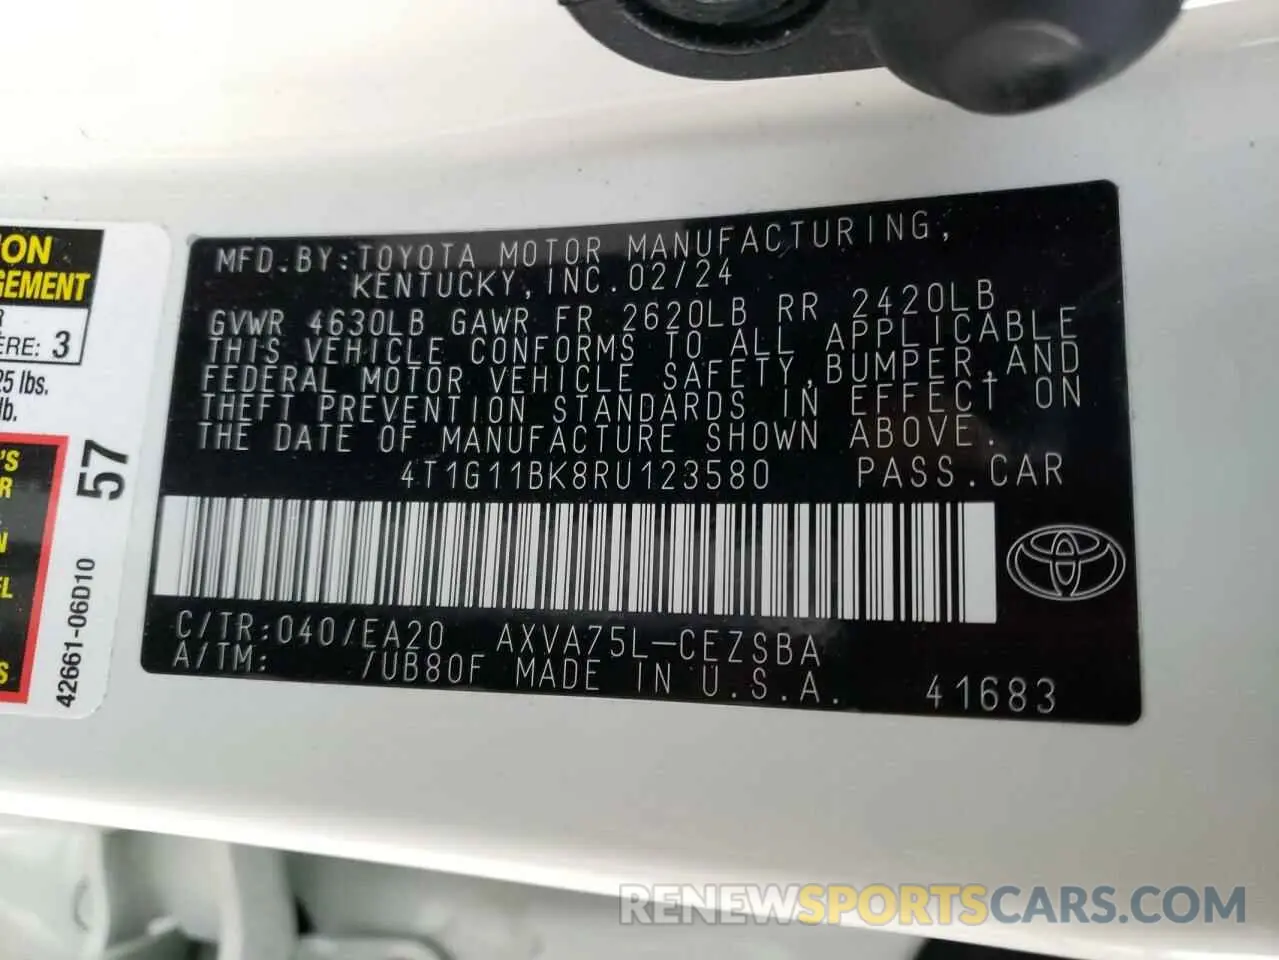 MFD.BY:TOYOTA MOTOR MANUFACTURING,
KENTUCKY,INC.02/24
GVWR 4630LB GAWR FR 2620LB RR 2420LB
THIS VEHICLE CONFORMS TO ALL APPLICABLE
FEDERAL MOTOR VEHICLE SAFETY,BUMPER,AND
THEFT PREVENTION STANDARDS IN EFFECT ON
THE DATE OF MANUFACTURE SHOWN ABOVE.
4T1G11BK8RU123580 PASS.CAR
C/TR:040/EA20 AXVA75L-CEZSBA
A/TM: /UB80F MADE IN U.S.A. 41683
ION
GEMENT
ERE: 3
25 lbs.
lb.
'S
R
N
EL
S
57
42661-06D10
RENEWSPORTSCARS.COM